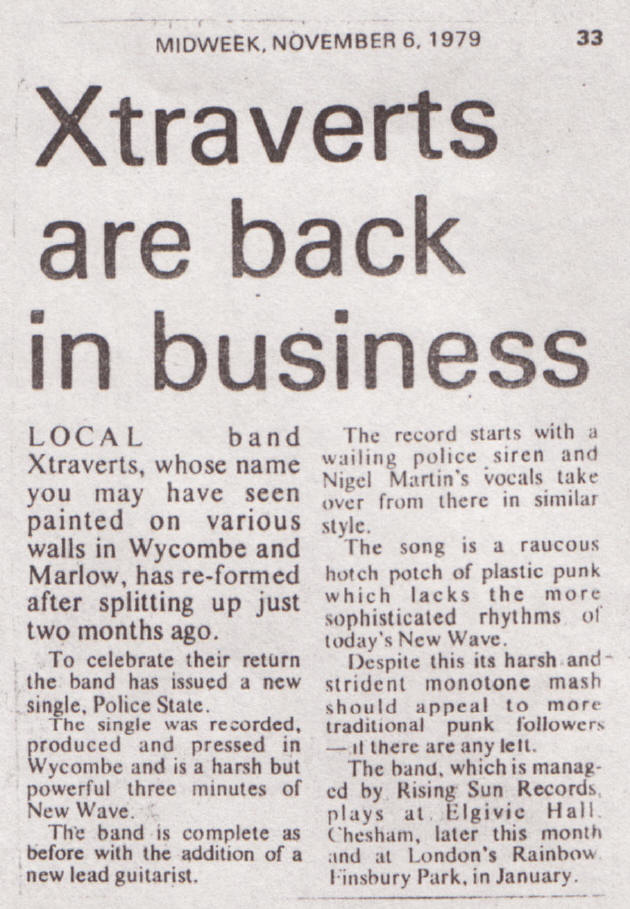 MIDWEEK, NOVEMBER 6, 1979 33
Xtraverts
are back
in business
LOCAL band
Xtraverts, whose name
you may have seen
painted on various
walls in Wycombe and
Marlow, has re-formed
after splitting up just
two months ago.
To celebrate their return
the band has issued a new
single, Police State.
The single was recorded,
produced and pressed in
Wycombe and is a harsh but
powerful three minutes of
New Wave.
The band is complete as
before with the addition of a
new lead guitarist.
The record starts with a
wailing police siren and
Nigel Martin's vocals take
over from there in similar
style.
The song is a raucous
hotch potch of plastic punk
which lacks the more
sophisticated rhythms of
today's New Wave.
Despite this its harsh and
strident monotone mash
should appeal to more
traditional punk followers
— if there are any left.
The band, which is manag-
ed by Rising Sun Records,
plays at Elgivic Hall,
Chesham, later this month
and at London's Rainbow,
Finsbury Park, in January.